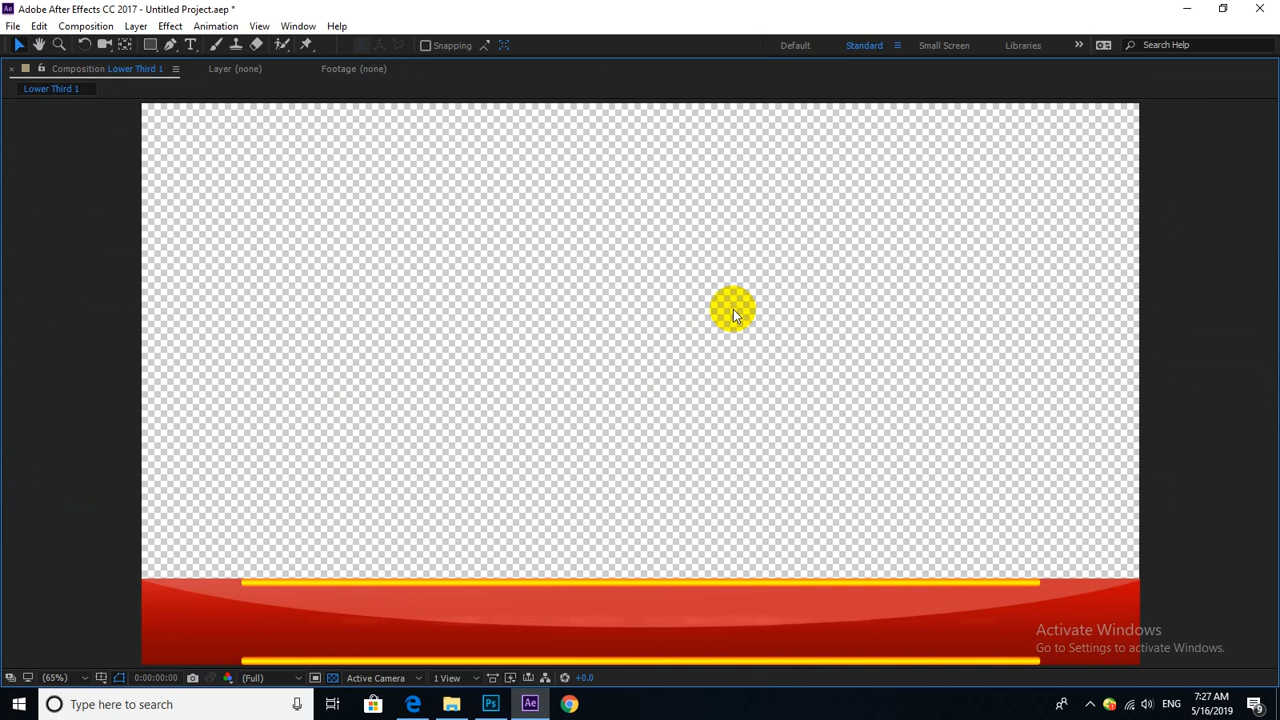 Adobe After Effects CC 2017 - Untitled Project.aep *
File Edit Composition Layer Effect Animation View Window Help
Snapping Default Standard Small Screen Libraries Search Help
Composition Lower Third 1 Layer (none) Footage (none)
Lower Third 1
Activate Windows
Go to Settings to activate Windows.
(65%) 0:00:00:00 (Full) Active Camera 1 View +0.0
Type here to search ENG 7:27 AM
5/16/2019